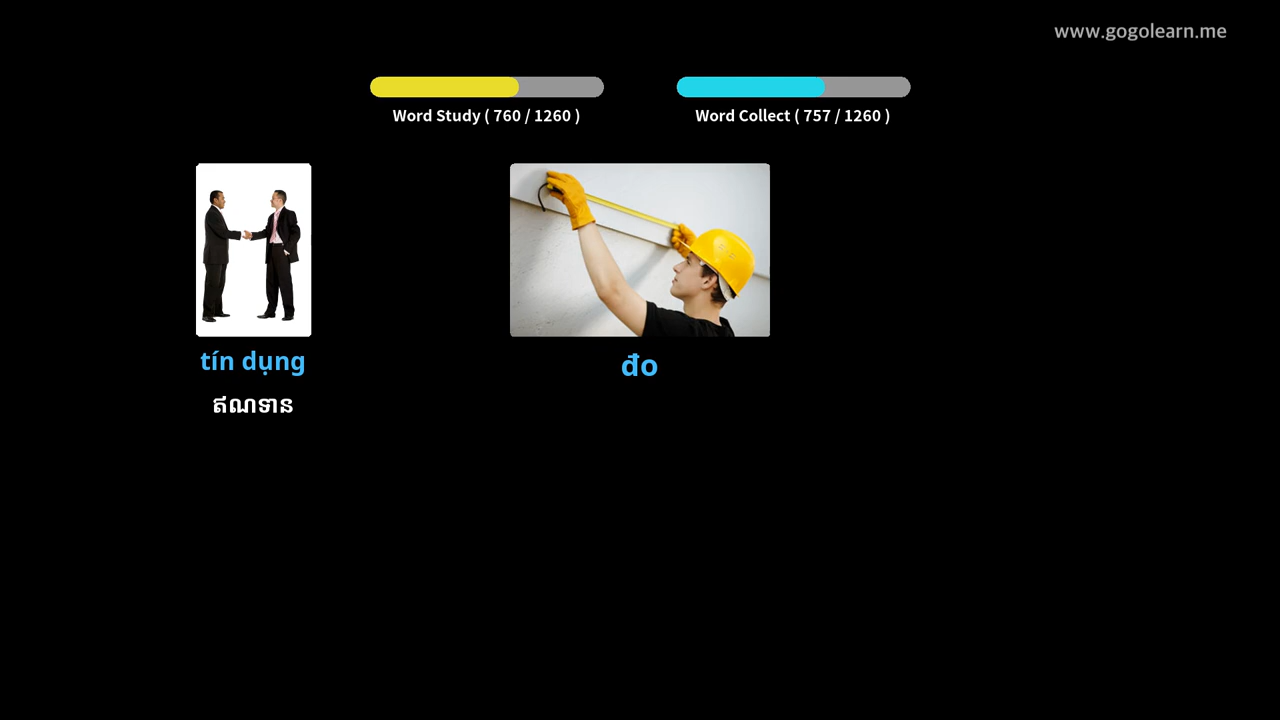 www.gogolearn.me
Word Study ( 760 / 1260 )
Word Collect ( 757 / 1260 )
tín dụng
đo
ឥណទាន